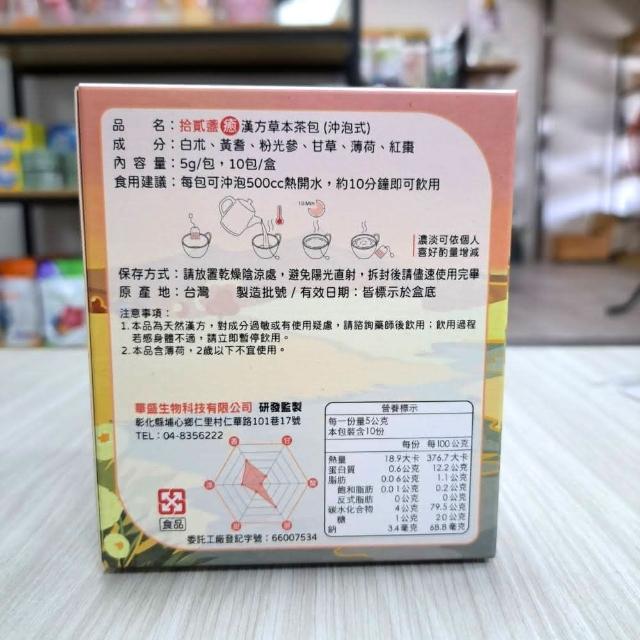 品 名：拾貳盞癒漢方草本茶包 (沖泡式)
成 分：白朮、黃耆、粉光參、甘草、薄荷、紅棗
內容量：5g/包，10包/盒
食用建議：每包可沖泡500cc熱開水，約10分鐘即可飲用
10 Min
濃淡可依個人
喜好酌量增減
保存方式：請放置乾燥陰涼處，避免陽光直射，拆封後請儘速使用完畢
原 產 地：台灣 製造批號 / 有效日期：皆標示於盒底
注意事項：
1.本品為天然漢方，對成分過敏或有使用疑慮，請諮詢藥師後飲用；飲用過程
若感身體不適，請立即暫停飲用。
2.本品含薄荷，2歲以下不宜使用。
華盛生物科技有限公司 研發監製
彰化縣埔心鄉仁里村仁華路101巷17號
TEL：04-8356222
香
甘
食品
委託工廠登記字號：66007534
營養標示
每一份量5公克
本包裝含10份
每份 每100公克
熱量 18.9大卡 376.7大卡
蛋白質 0.6公克 12.2公克
脂肪 0.06公克 1.1公克
飽和脂肪 0.01公克 0.2公克
反式脂肪 0公克 0公克
碳水化合物 4公克 79.5公克
糖 1公克 20公克
鈉 3.4毫克 68.8毫克